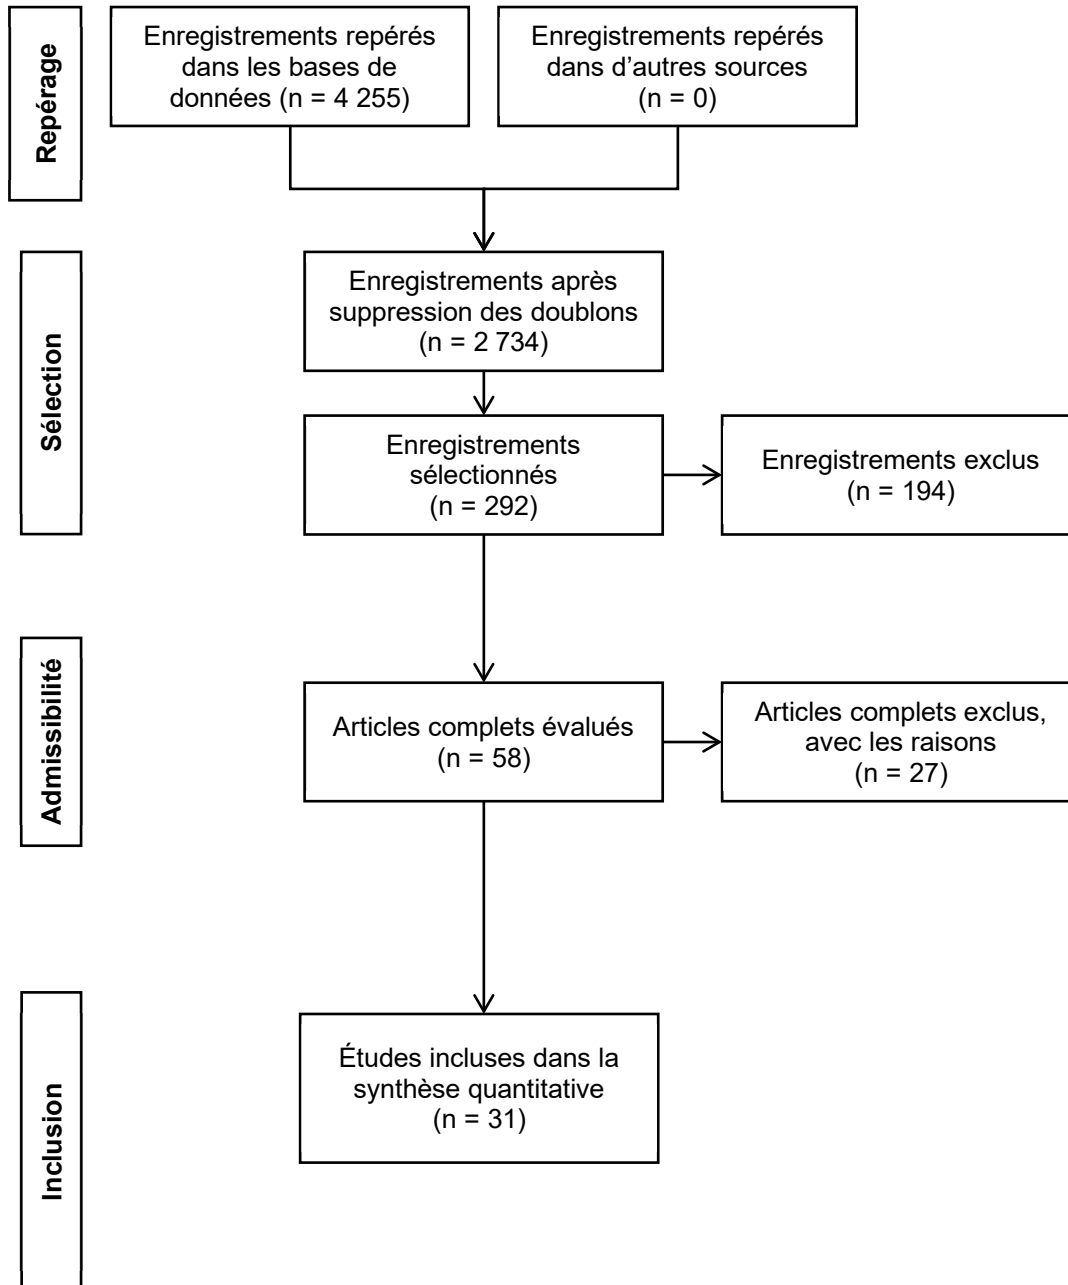 Repérage
Enregistrements repérés
dans les bases de
données (n = 4 255)
Enregistrements repérés
dans d’autres sources
(n = 0)
Sélection
Enregistrements après
suppression des doublons
(n = 2 734)
Enregistrements
sélectionnés
(n = 292)
Enregistrements exclus
(n = 194)
Admissibilité
Articles complets évalués
(n = 58)
Articles complets exclus,
avec les raisons
(n = 27)
Inclusion
Études incluses dans la
synthèse quantitative
(n = 31)